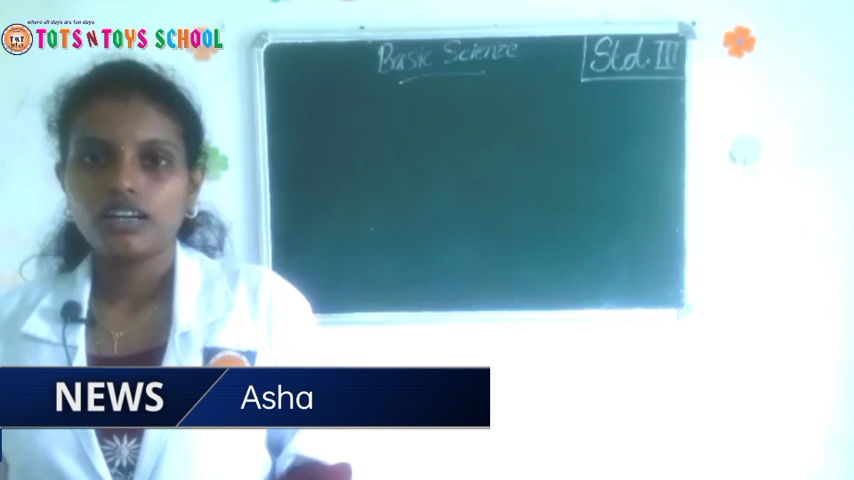 where all days are fun days
TOTS N TOYS SCHOOL
Basic Science
Std. III
NEWS Asha